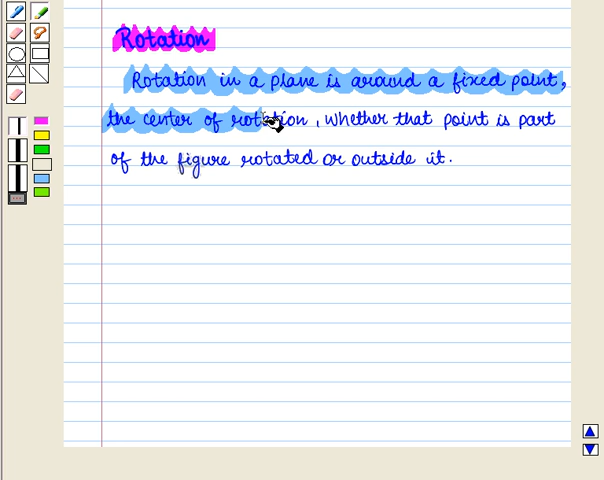 Rotation
Rotation in a plane is around a fixed point,
the center of rotation, whether that point is part
of the figure rotated or outside it.